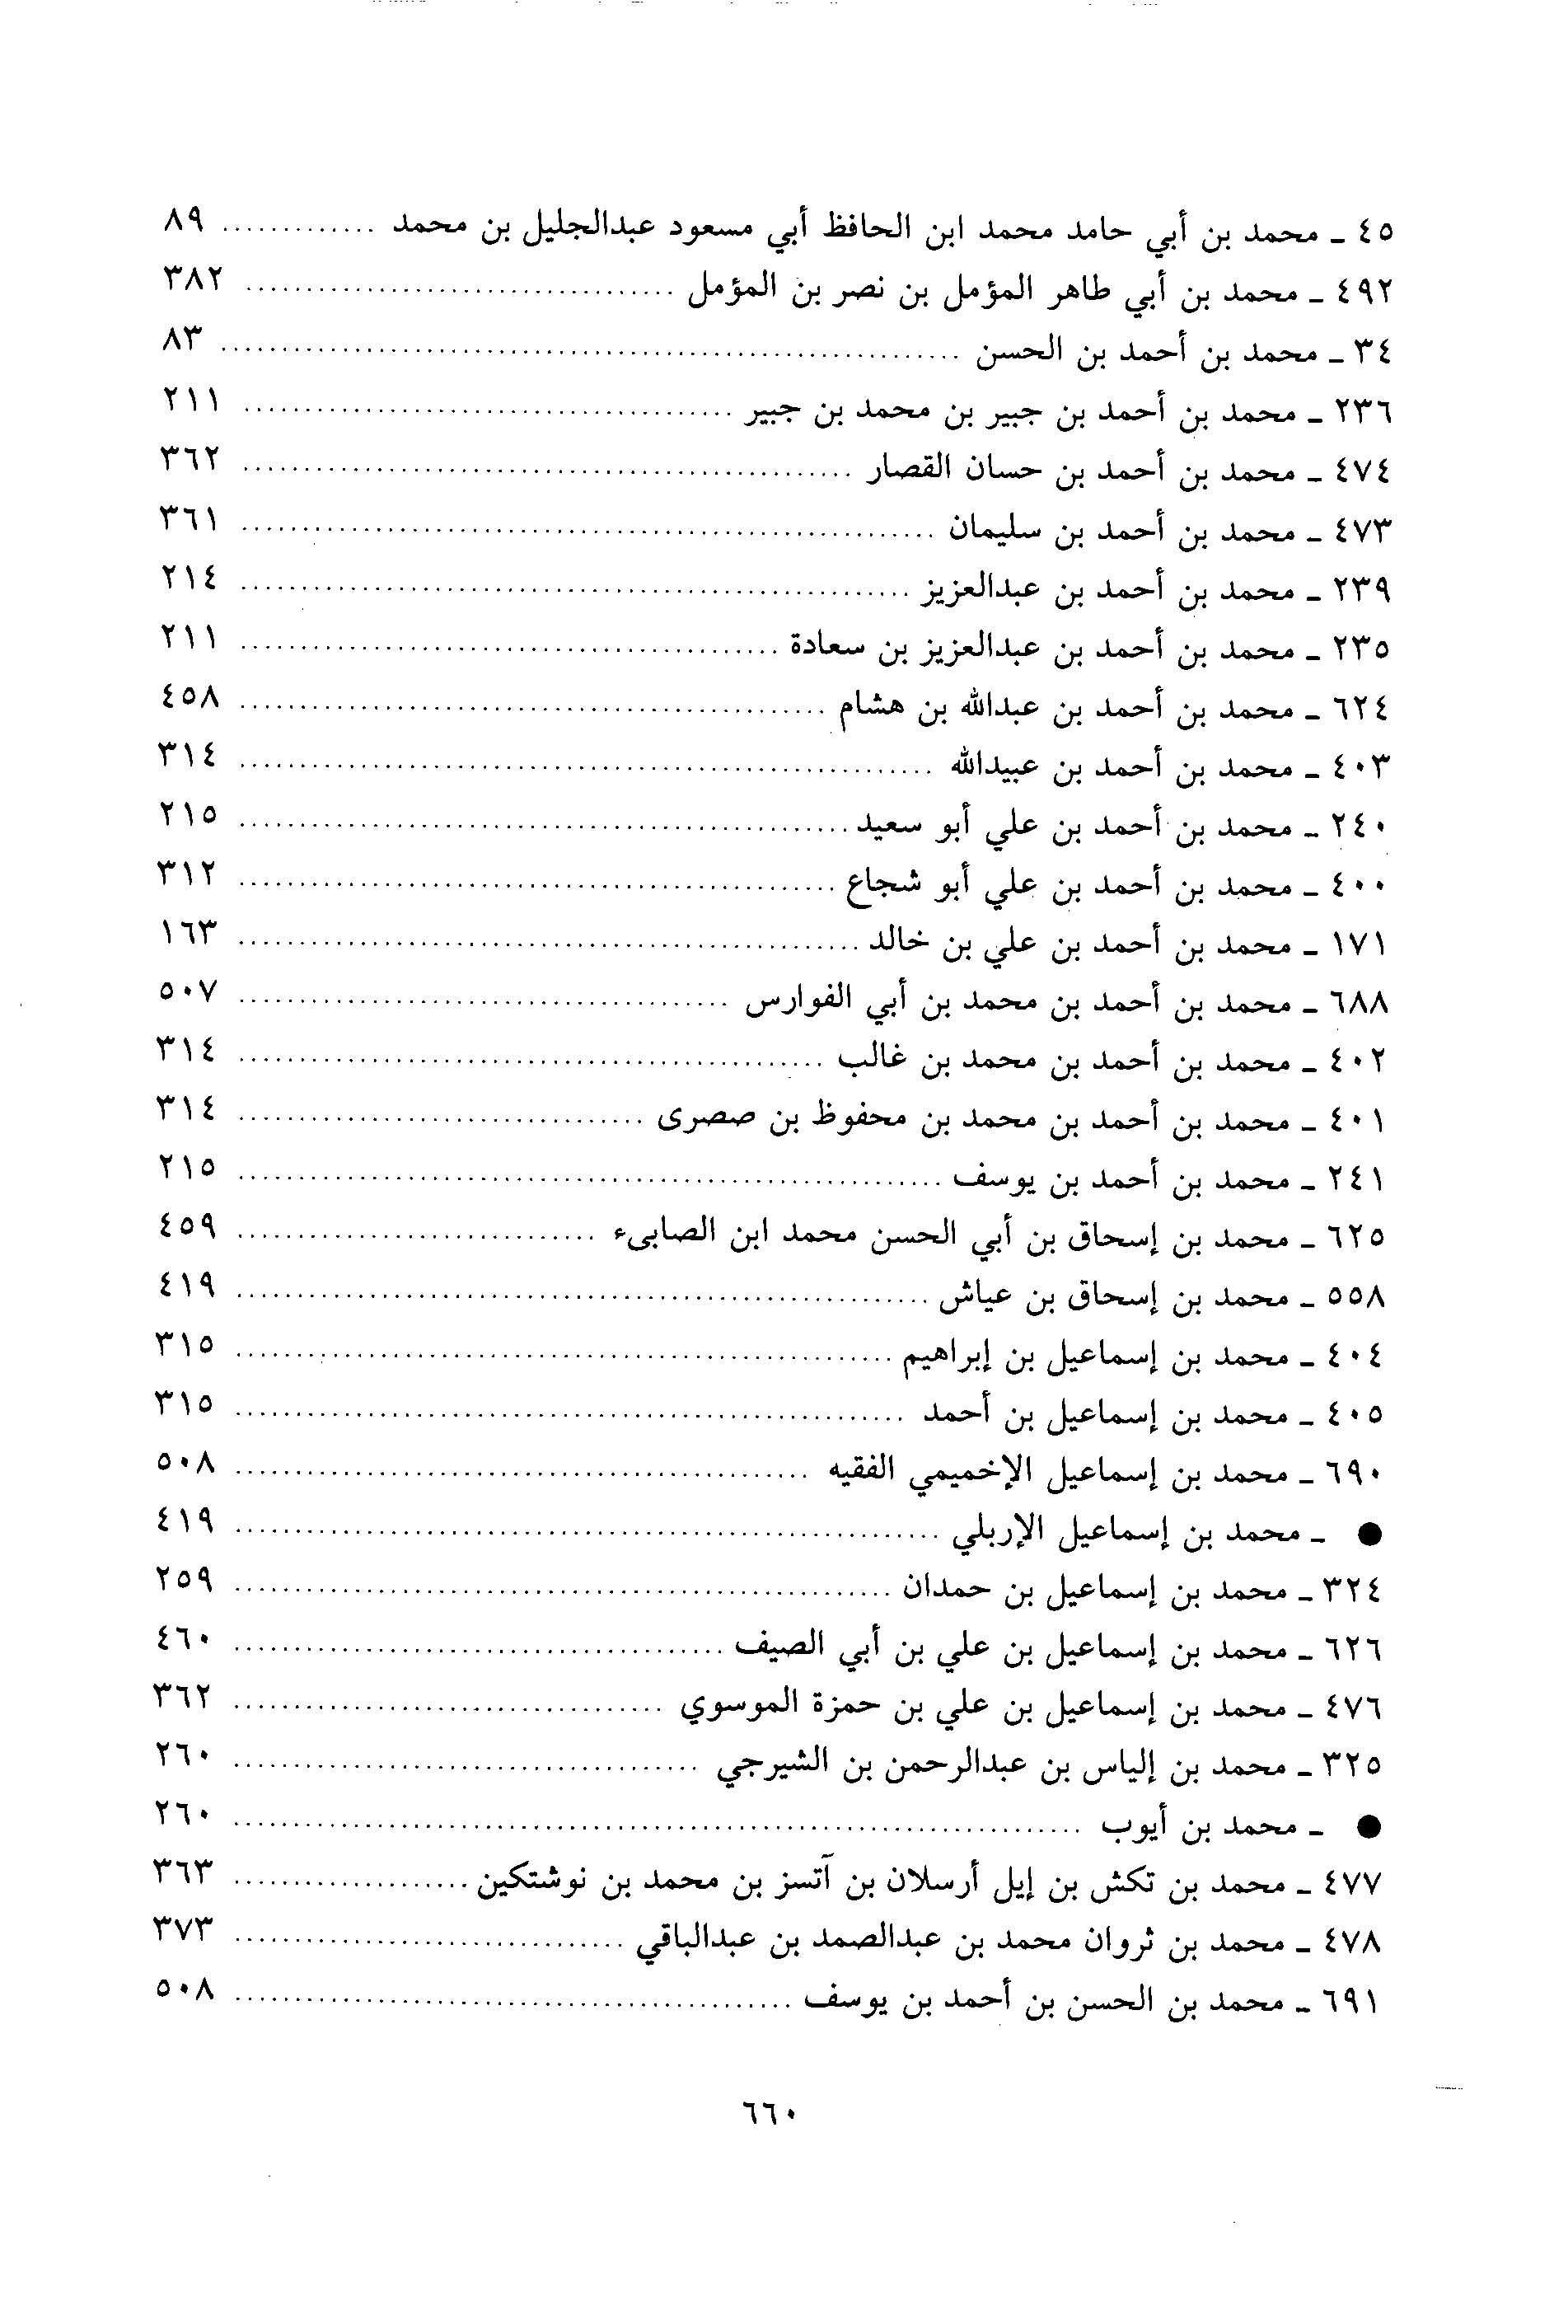 ٤٥ ـ محمد بن أبي حامد محمد ابن الحافظ أبي مسعود عبدالجليل بن محمد ............. ٨٩
٤٩٢ ـ محمد بن أبي طاهر المؤمل بن نصر بن المؤمل .................................... ٣٨٢
٣٤ ـ محمد بن أحمد بن الحسن .............................................................. ٨٣
٢٣٦ ـ محمد بن أحمد بن جبير بن محمد بن جبير ......................................... ٢١١
٤٧٤ ـ محمد بن أحمد بن حسان القصار ................................................... ٣٦٢
٤٧٣ ـ محمد بن أحمد بن سليمان .......................................................... ٣٦١
٢٣٩ ـ محمد بن أحمد بن عبدالعزيز ........................................................ ٢١٤
٢٣٥ ـ محمد بن أحمد بن عبدالعزيز بن سعادة ............................................. ٢١١
٦٢٤ ـ محمد بن أحمد بن عبدالله بن هشام ................................................. ٤٥٨
٤٠٣ ـ محمد بن أحمد بن عبيدالله .......................................................... ٣١٤
٢٤٠ ـ محمد بن أحمد بن علي أبو سعيد ................................................... ٢١٥
٤٠٠ ـ محمد بن أحمد بن علي أبو شجاع .................................................. ٣١٢
١٧١ ـ محمد بن أحمد بن علي بن خالد .................................................... ١٦٣
٦٨٨ ـ محمد بن أحمد بن محمد بن أبي الفوارس ......................................... ٥٠٧
٤٠٢ ـ محمد بن أحمد بن محمد بن غالب ................................................. ٣١٤
٤٠١ ـ محمد بن أحمد بن محمد بن محفوظ بن صصرى .................................. ٣١٤
٢٤١ ـ محمد بن أحمد بن يوسف ........................................................... ٢١٥
٦٢٥ ـ محمد بن إسحاق بن أبي الحسن محمد ابن الصابىء .............................. ٤٥٩
٥٥٨ ـ محمد بن إسحاق بن عياش .......................................................... ٤١٩
٤٠٤ ـ محمد بن إسماعيل بن إبراهيم ....................................................... ٣١٥
٤٠٥ ـ محمد بن إسماعيل بن أحمد ........................................................ ٣١٥
٦٩٠ ـ محمد بن إسماعيل الإخميمي الفقيه ................................................ ٥٠٨
● ـ محمد بن إسماعيل الإربلي ........................................................... ٤١٩
٣٢٤ ـ محمد بن إسماعيل بن حمدان ....................................................... ٢٥٩
٦٢٦ ـ محمد بن إسماعيل بن علي بن أبي الصيف ......................................... ٤٦٠
٤٧٦ ـ محمد بن إسماعيل بن علي بن حمزة الموسوي .................................... ٣٦٢
٣٢٥ ـ محمد بن إلياس بن عبدالرحمن بن الشيرجي ....................................... ٢٦٠
● ـ محمد بن أيوب ....................................................................... ٢٦٠
٤٧٧ ـ محمد بن تكش بن إيل أرسلان بن آتسز بن محمد بن نوشتكين .................... ٣٦٣
٤٧٨ ـ محمد بن ثروان محمد بن عبدالصمد بن عبدالباقي ................................. ٣٧٣
٦٩١ ـ محمد بن الحسن بن أحمد بن يوسف ............................................... ٥٠٨
٦٦٠